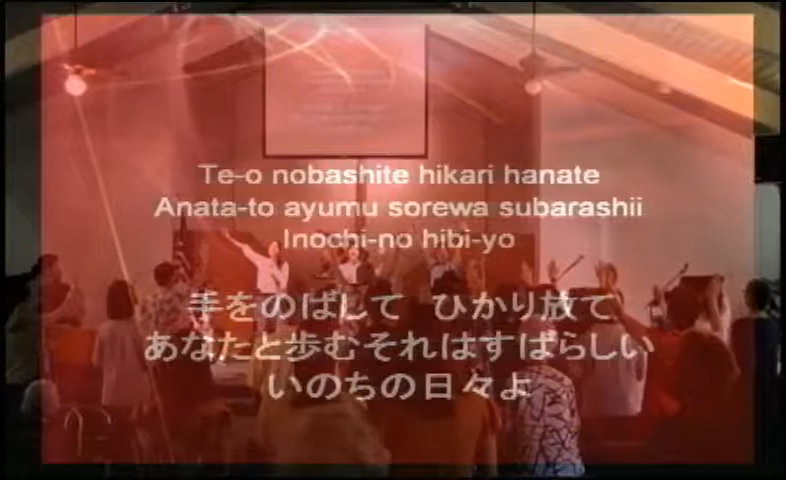 Te-o nobashite hikari hanate
Anata-to ayumu sorewa subarashii
Inochi-no hibi-yo
手をのばして ひかり放て
あなたと歩むそれはすばらしい
いのちの日々よ